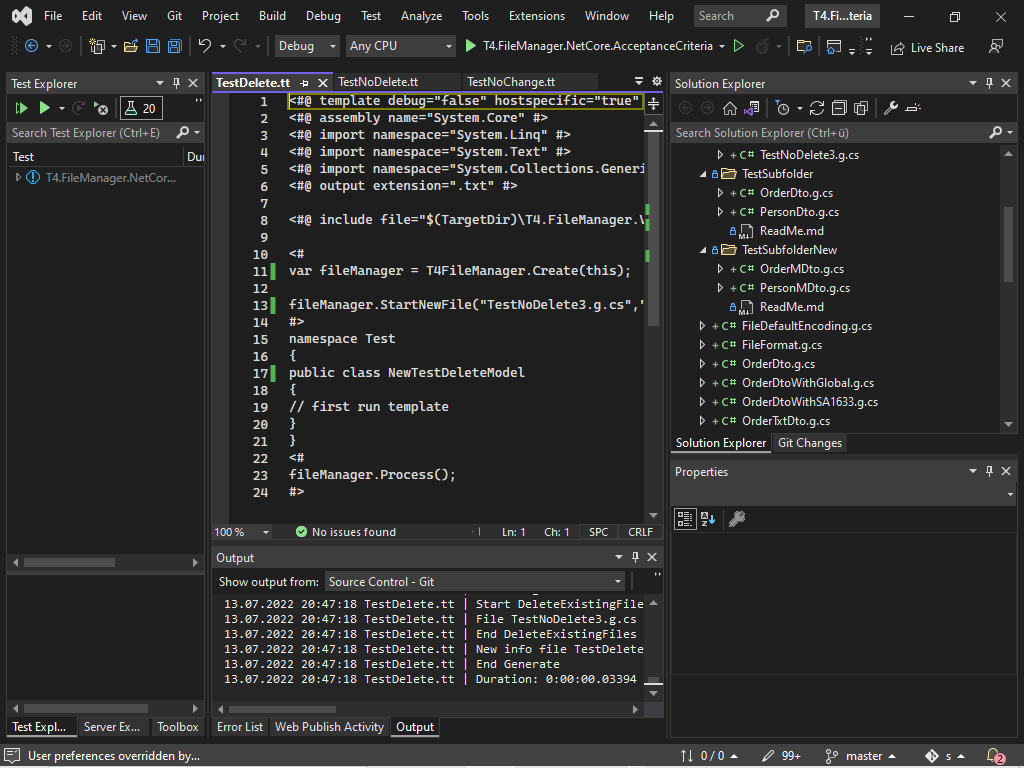 File Edit View Git Project Build Debug Test Analyze Tools Extensions Window Help Search T4.Fi...teria
Debug Any CPU T4.FileManager.NetCore.AcceptanceCriteria Live Share
Test Explorer
20
Search Test Explorer (Ctrl+E)
Test Dur
T4.FileManager.NetCor...
TestDelete.tt TestNoDelete.tt TestNoChange.tt
1 <#@ template debug="false" hostspecific="true"
2 <#@ assembly name="System.Core" #>
3 <#@ import namespace="System.Linq" #>
4 <#@ import namespace="System.Text" #>
5 <#@ import namespace="System.Collections.Generi
6 <#@ output extension=".txt" #>
7
8 <#@ include file="$(TargetDir)\T4.FileManager.V
9
10 <#
11 var fileManager = T4FileManager.Create(this);
12
13 fileManager.StartNewFile("TestNoDelete3.g.cs","
14 #>
15 namespace Test
16 {
17 public class NewTestDeleteModel
18 {
19 // first run template
20 }
21 }
22 <#
23 fileManager.Process();
24 #>
100 % No issues found Ln: 1 Ch: 1 SPC CRLF
Output
Show output from: Source Control - Git
13.07.2022 20:47:18 TestDelete.tt | Start DeleteExistingFile
13.07.2022 20:47:18 TestDelete.tt | File TestNoDelete3.g.cs
13.07.2022 20:47:18 TestDelete.tt | End DeleteExistingFiles
13.07.2022 20:47:18 TestDelete.tt | New info file TestDelete
13.07.2022 20:47:18 TestDelete.tt | End Generate
13.07.2022 20:47:18 TestDelete.tt | Duration: 0:00:00.03394
Solution Explorer
Search Solution Explorer (Ctrl+ü)
+ C# TestNoDelete3.g.cs
TestSubfolder
+ C# OrderDto.g.cs
+ C# PersonDto.g.cs
M↓ ReadMe.md
TestSubfolderNew
+ C# OrderMDto.g.cs
+ C# PersonMDto.g.cs
M↓ ReadMe.md
+ C# FileDefaultEncoding.g.cs
+ C# FileFormat.g.cs
+ C# OrderDto.g.cs
+ C# OrderDtoWithGlobal.g.cs
+ C# OrderDtoWithSA1633.g.cs
+ C# OrderTxtDto.g.cs
Solution Explorer Git Changes
Properties
Test Expl... Server Ex... Toolbox Error List Web Publish Activity Output
User preferences overridden by... 0 / 0 99+ master s 2